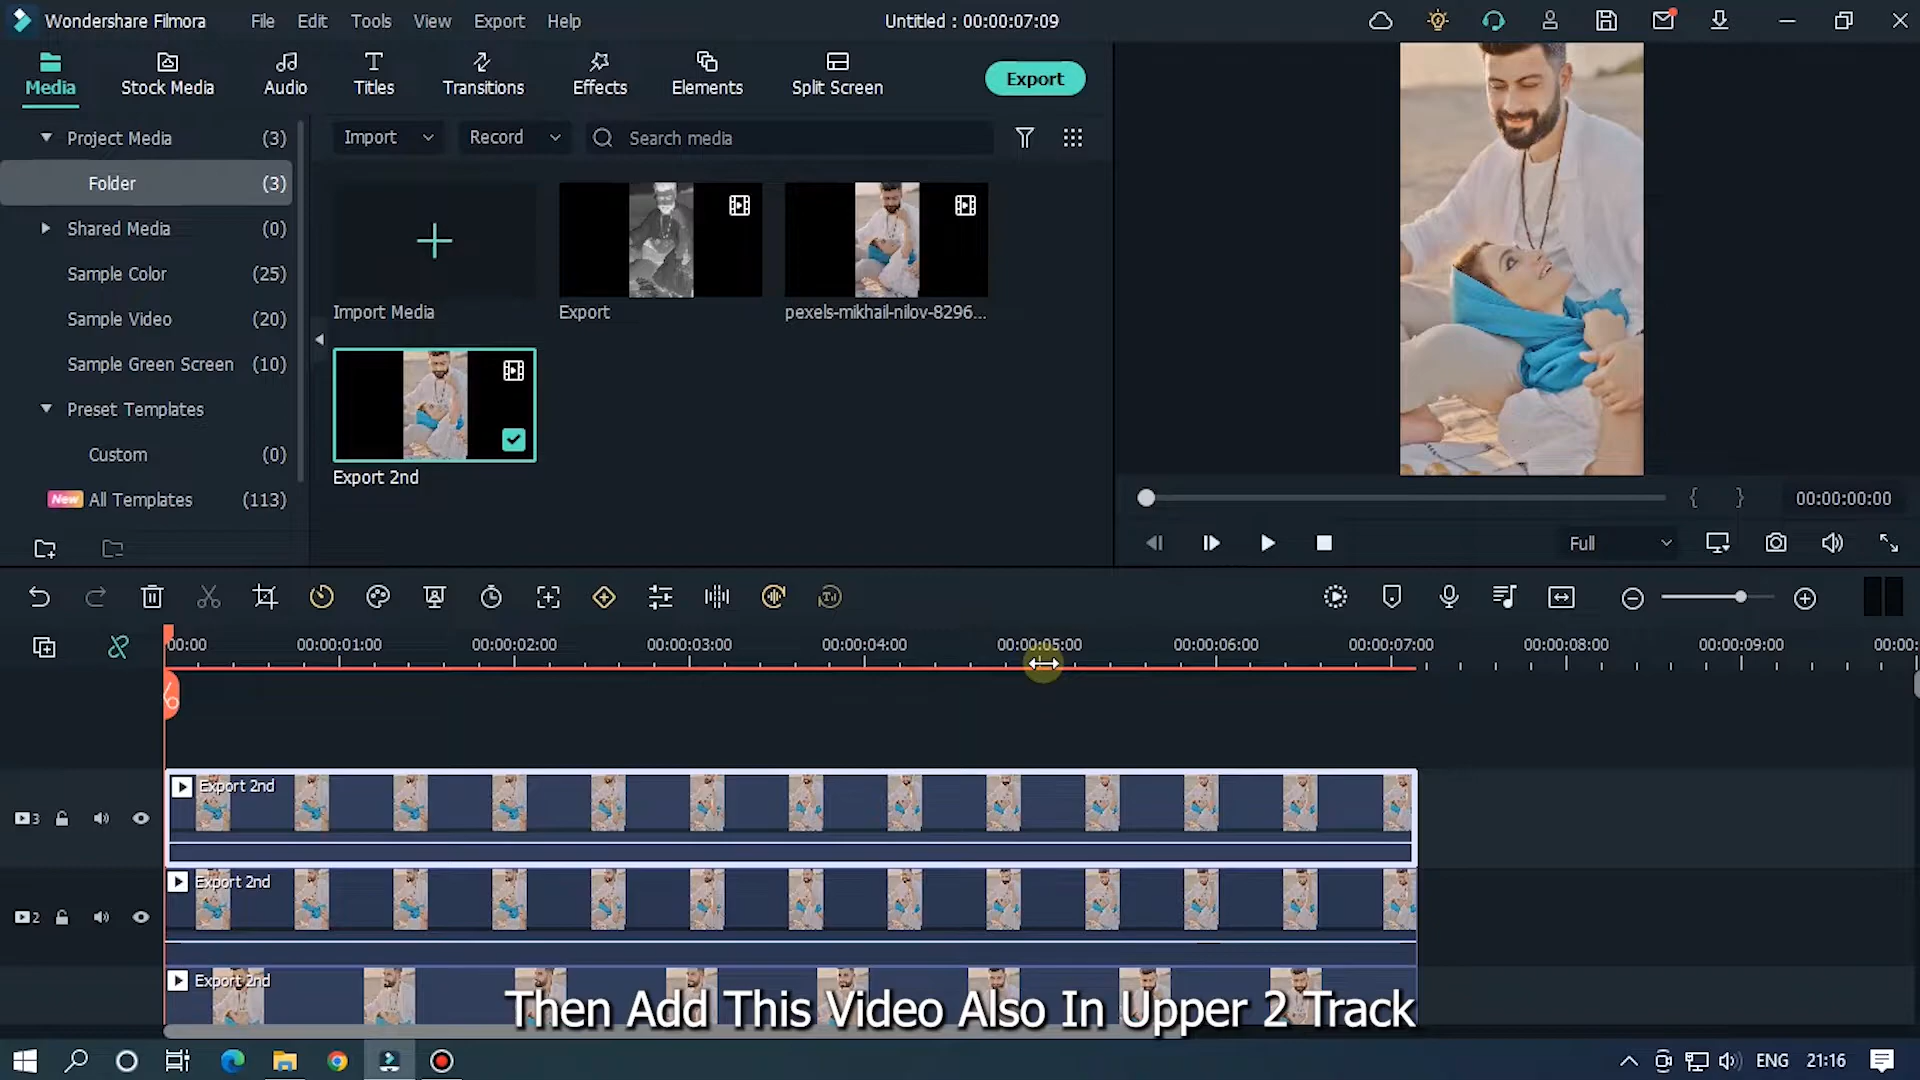 Wondershare Filmora
File
Edit
Tools
View
Export
Help
Untitled : 00:00:07:09
Media
Stock Media
Audio
Titles
Transitions
Effects
Elements
Split Screen
Export
Project Media (3)
Folder (3)
Shared Media (0)
Sample Color (25)
Sample Video (20)
Sample Green Screen (10)
Preset Templates
Custom (0)
New All Templates (113)
Import
Record
Search media
Import Media
Export
pexels-mikhail-nilov-8296...
Export 2nd
{ }
00:00:00:00
Full
00:00
00:00:01:00
00:00:02:00
00:00:03:00
00:00:04:00
00:00:05:00
00:00:06:00
00:00:07:00
00:00:08:00
00:00:09:00
00:00:
3
Export 2nd
2
Export 2nd
Export 2nd
Then Add This Video Also In Upper 2 Track
ENG
21:16